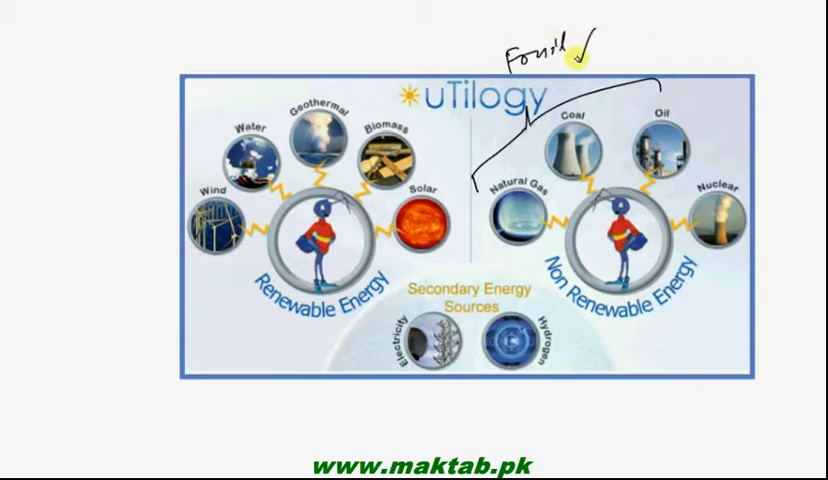 Fossil
uTilogy
Geothermal
Water
Biomass
Wind
Solar
Renewable Energy
Coal
Oil
Natural Gas
Nuclear
Non Renewable Energy
Secondary Energy
Sources
Electricity
Hydrogen
www.maktab.pk